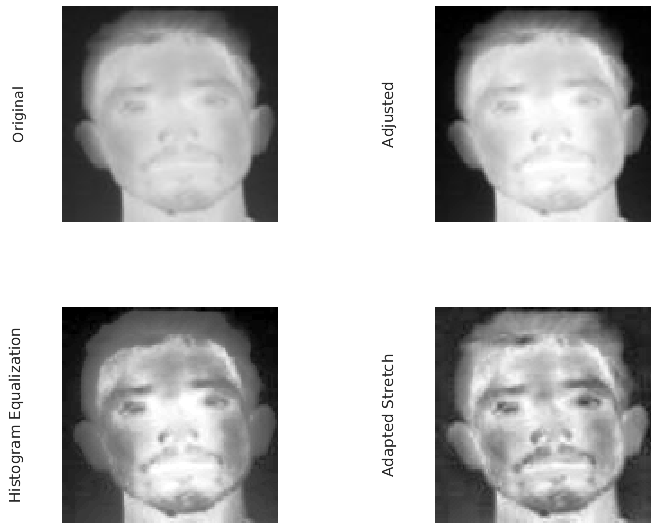 Original
Adjusted
Histogram Equalization
Adapted Stretch